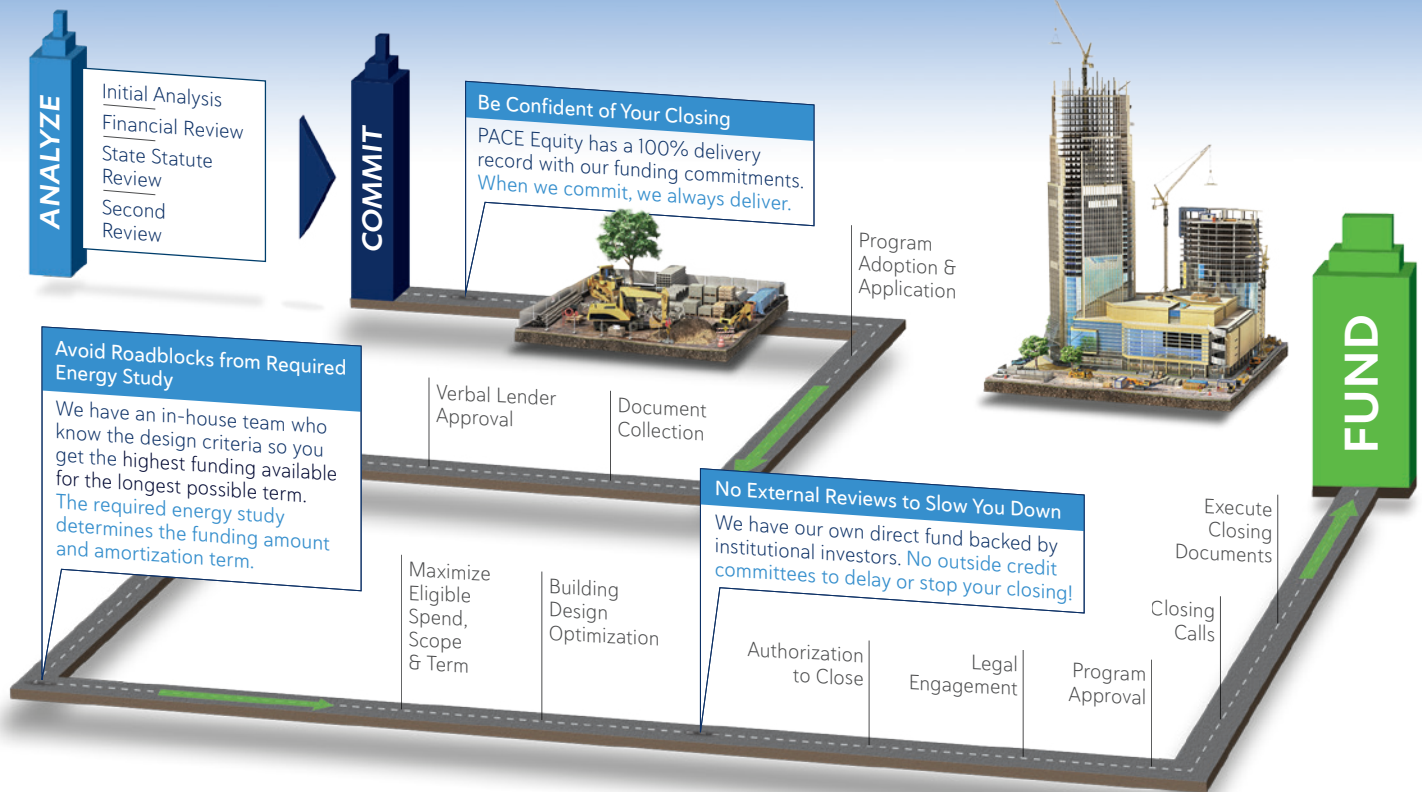 ANALYZE
Initial Analysis
Financial Review
State Statute
Review
Second
Review
COMMIT
Be Confident of Your Closing
PACE Equity has a 100% delivery
record with our funding commitments.
When we commit, we always deliver.
Program
Adoption &
Application
Document
Collection
Verbal Lender
Approval
Avoid Roadblocks from Required
Energy Study
We have an in-house team who
know the design criteria so you
get the highest funding available
for the longest possible term.
The required energy study
determines the funding amount
and amortization term.
Maximize
Eligible
Spend,
Scope
& Term
Building
Design
Optimization
No External Reviews to Slow You Down
We have our own direct fund backed by
institutional investors. No outside credit
committees to delay or stop your closing!
Authorization
to Close
Legal
Engagement
Program
Approval
Closing
Calls
Execute
Closing
Documents
FUND